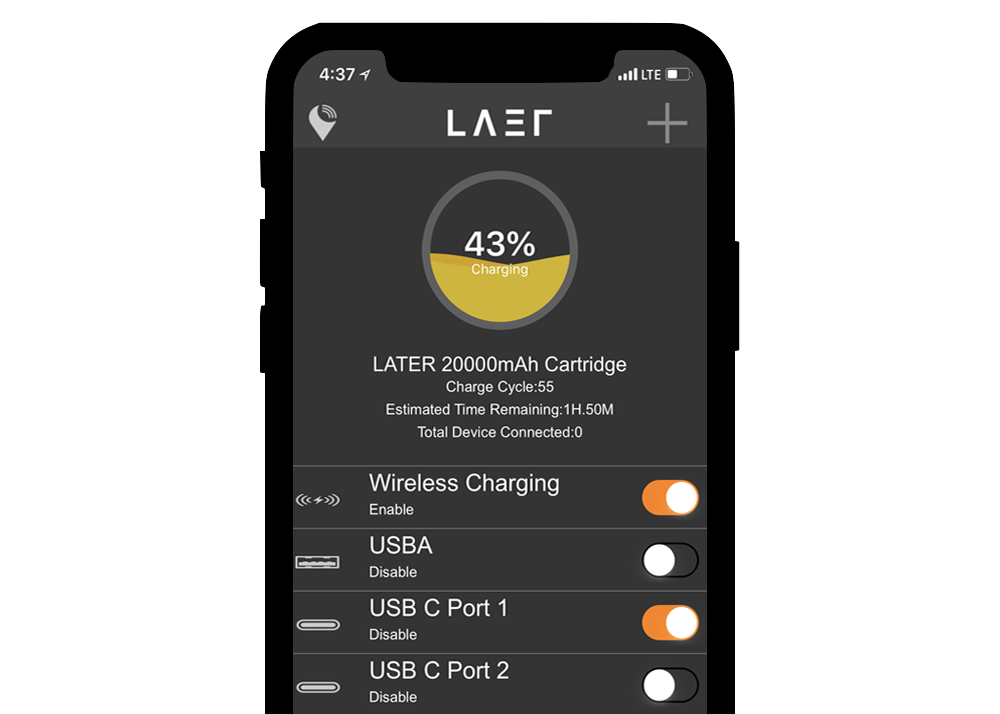 4:37 LTE
LAER
43%
Charging
LATER 20000mAh Cartridge
Charge Cycle:55
Estimated Time Remaining:1H.50M
Total Device Connected:0
Wireless Charging
Enable
USBA
Disable
USB C Port 1
Disable
USB C Port 2
Disable